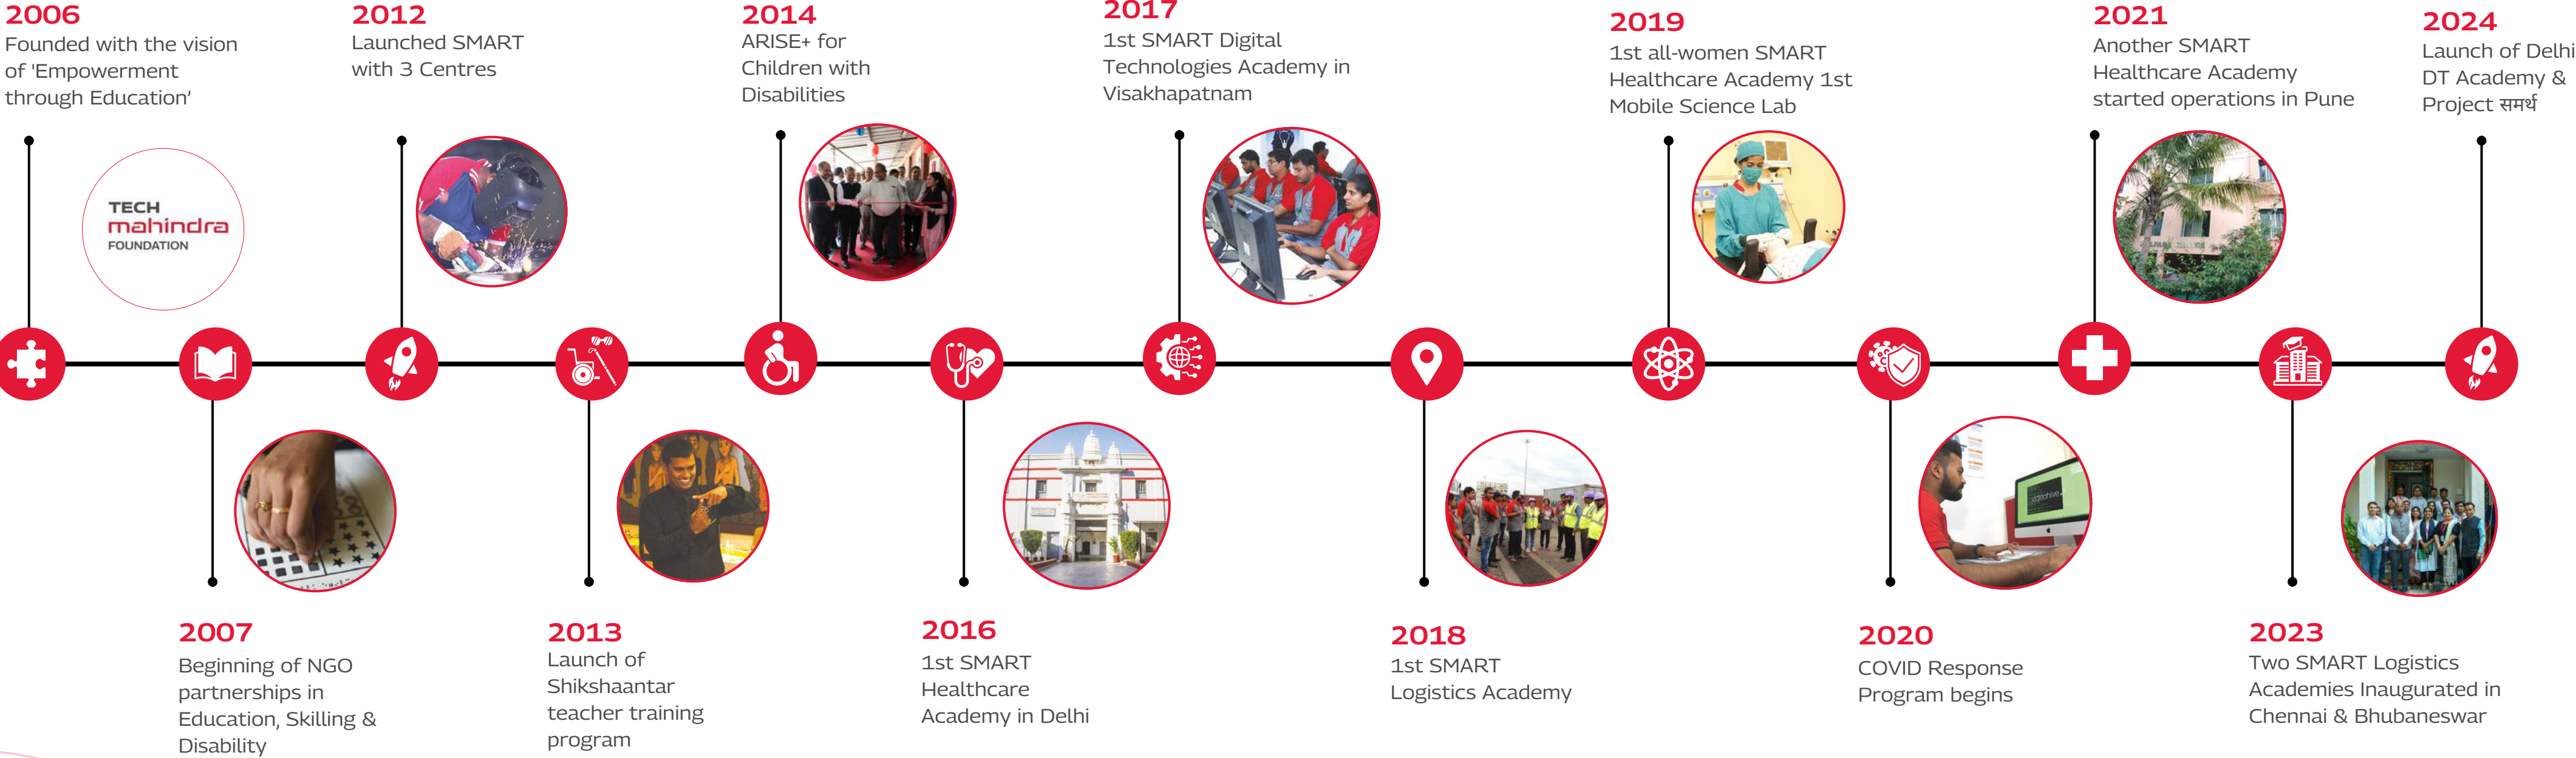 2006
Founded with the vision
of 'Empowerment
through Education’
TECH
mahindra
FOUNDATION
2007
Beginning of NGO
partnerships in
Education, Skilling &
Disability
2012
Launched SMART
with 3 Centres
2013
Launch of
Shikshaantar
teacher training
program
2014
ARISE+ for
Children with
Disabilities
2016
1st SMART
Healthcare
Academy in Delhi
2017
1st SMART Digital
Technologies Academy in
Visakhapatnam
2018
1st SMART
Logistics Academy
2019
1st all-women SMART
Healthcare Academy 1st
Mobile Science Lab
2020
COVID Response
Program begins
2021
Another SMART
Healthcare Academy
started operations in Pune
2023
Two SMART Logistics
Academies Inaugurated in
Chennai & Bhubaneswar
2024
Launch of Delhi
DT Academy &
Project समर्थ